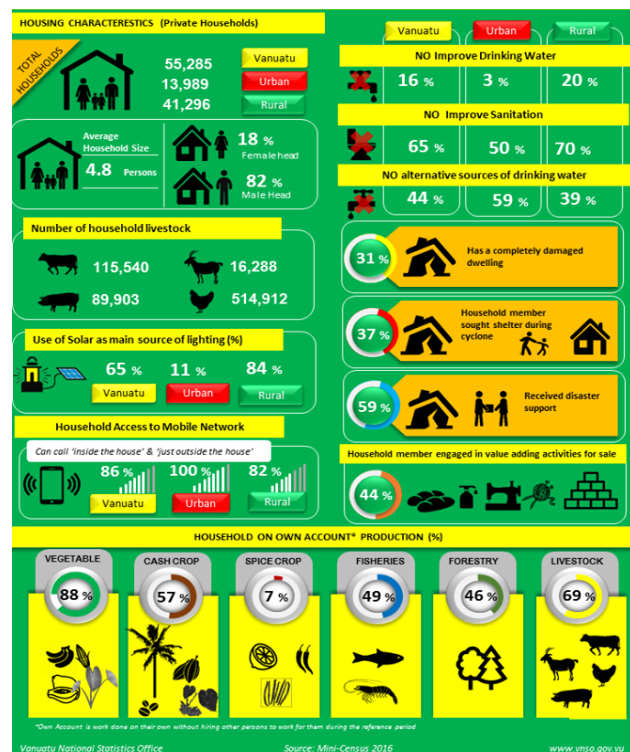 HOUSING CHARACTERISTICS (Private Households)
TOTAL HOUSEHOLDS
55,285 Vanuatu
13,989 Urban
41,296 Rural
Average
Household Size
4.8 Persons
18 %
Female head
82 %
Male Head
Number of household livestock
115,540 16,288
89,903 514,912
Use of Solar as main source of lighting (%)
65 % 11 % 84 %
Vanuatu Urban Rural
Household Access to Mobile Network
Can call 'inside the house' & 'just outside the house'
86 % 100 % 82 %
Vanuatu Urban Rural
Vanuatu Urban Rural
NO Improve Drinking Water
16 % 3 % 20 %
NO Improve Sanitation
65 % 50 % 70 %
NO alternative sources of drinking water
44 % 59 % 39 %
31 %
Has a completely damaged
dwelling
37 %
Household member
sought shelter during
cyclone
59 %
Received disaster
support
Household member engaged in value adding activities for sale
44 %
HOUSEHOLD ON OWN ACCOUNT* PRODUCTION (%)
VEGETABLE CASH CROP SPICE CROP FISHERIES FORESTRY LIVESTOCK
88 % 57 % 7 % 49 % 46 % 69 %
*Own Account is work done on their own without hiring other persons to work for them during the reference period
Vanuatu National Statistics Office Source: Mini-Census 2016 www.vnso.gov.vu